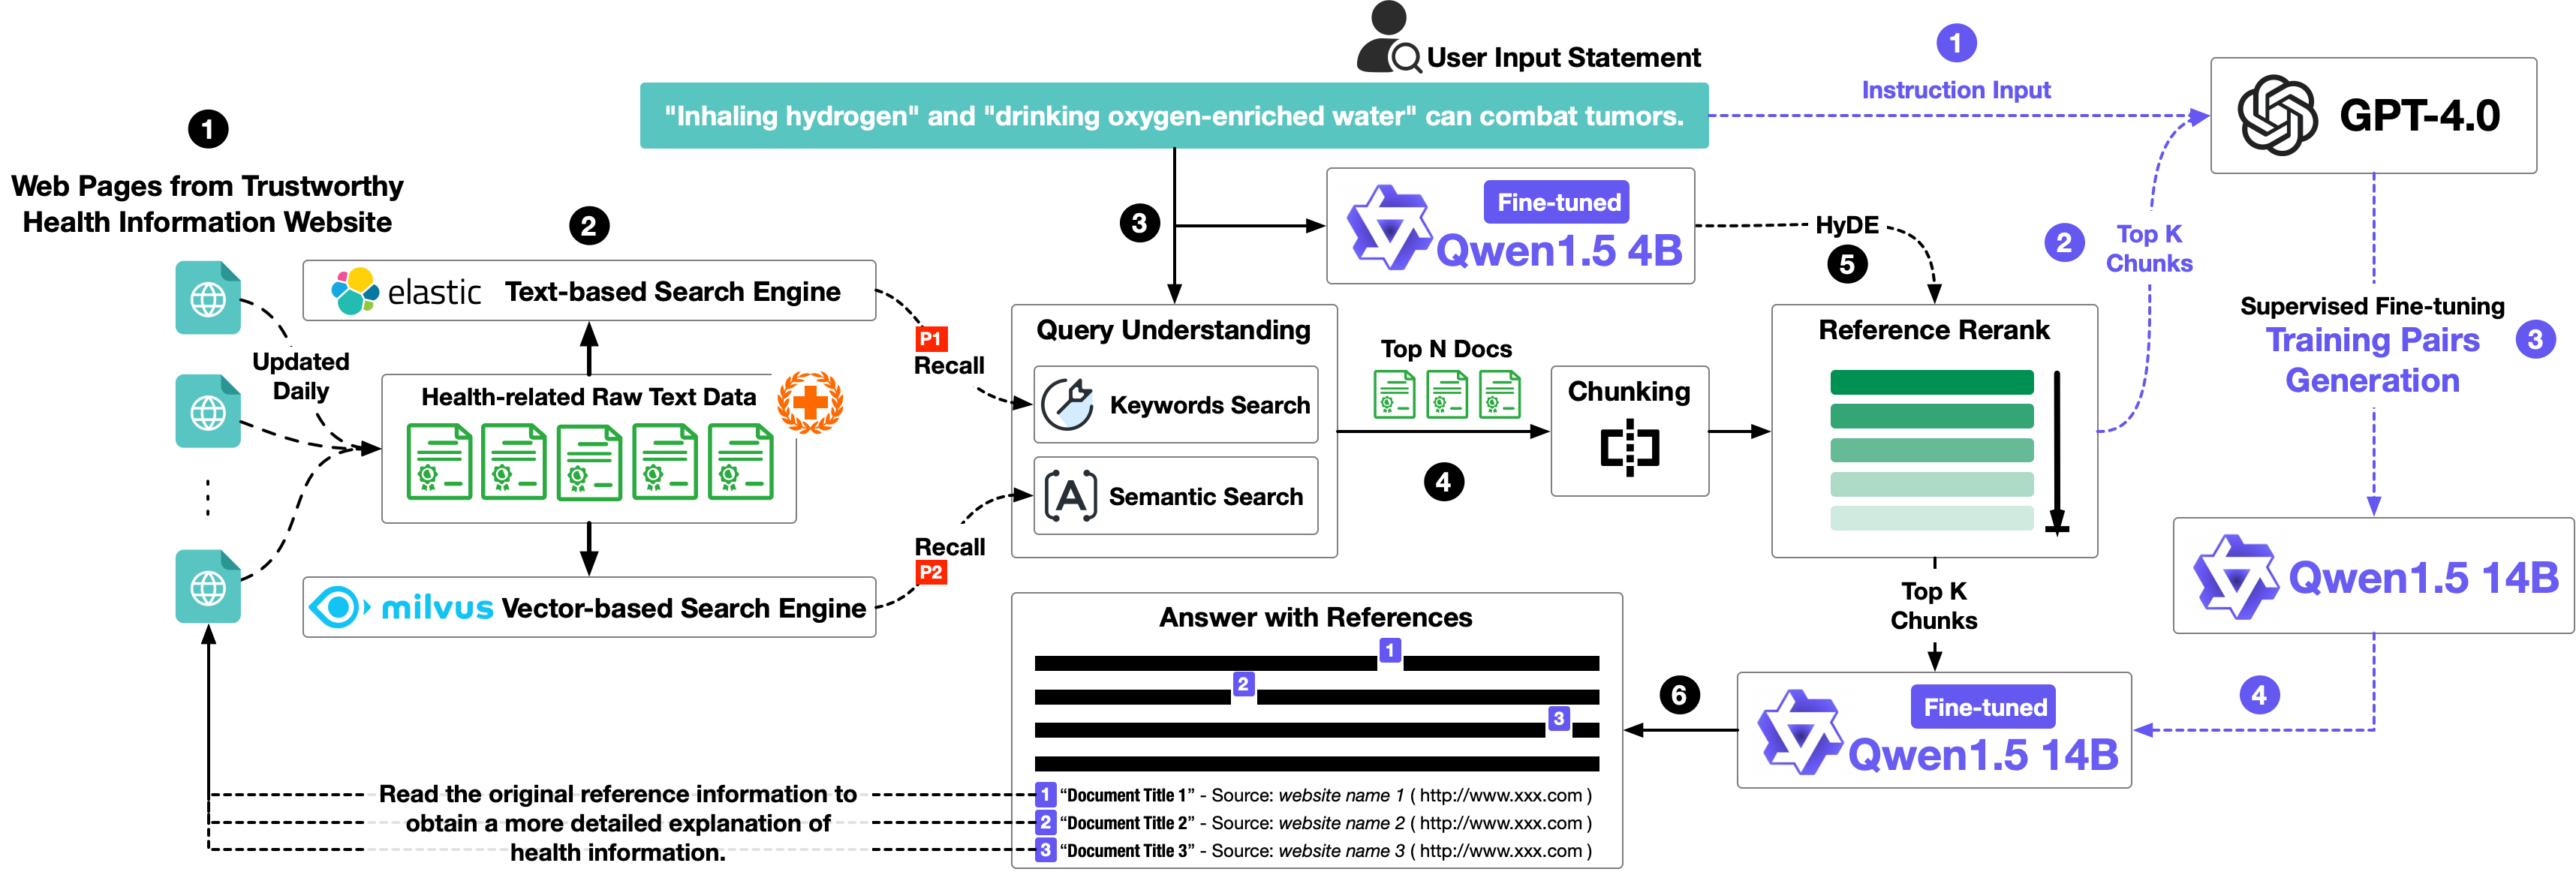 User Input Statement
"Inhaling hydrogen" and "drinking oxygen-enriched water" can combat tumors.
1
Instruction Input
GPT-4.0
1
Web Pages from Trustworthy
Health Information Website
2
elastic Text-based Search Engine
Updated
Daily
Health-related Raw Text Data
milvus Vector-based Search Engine
P1
Recall
Recall
P2
3
Fine-tuned
Qwen1.5 4B
HyDE
5
Query Understanding
Keywords Search
Semantic Search
Top N Docs
4
Chunking
Reference Rerank
2
Top K
Chunks
Supervised Fine-tuning
Training Pairs
Generation
3
Qwen1.5 14B
4
Top K
Chunks
Fine-tuned
Qwen1.5 14B
6
Answer with References
1
2
3
1 “Document Title 1” - Source: website name 1 ( http://www.xxx.com )
2 “Document Title 2” - Source: website name 2 ( http://www.xxx.com )
3 “Document Title 3” - Source: website name 3 ( http://www.xxx.com )
Read the original reference information to
obtain a more detailed explanation of
health information.